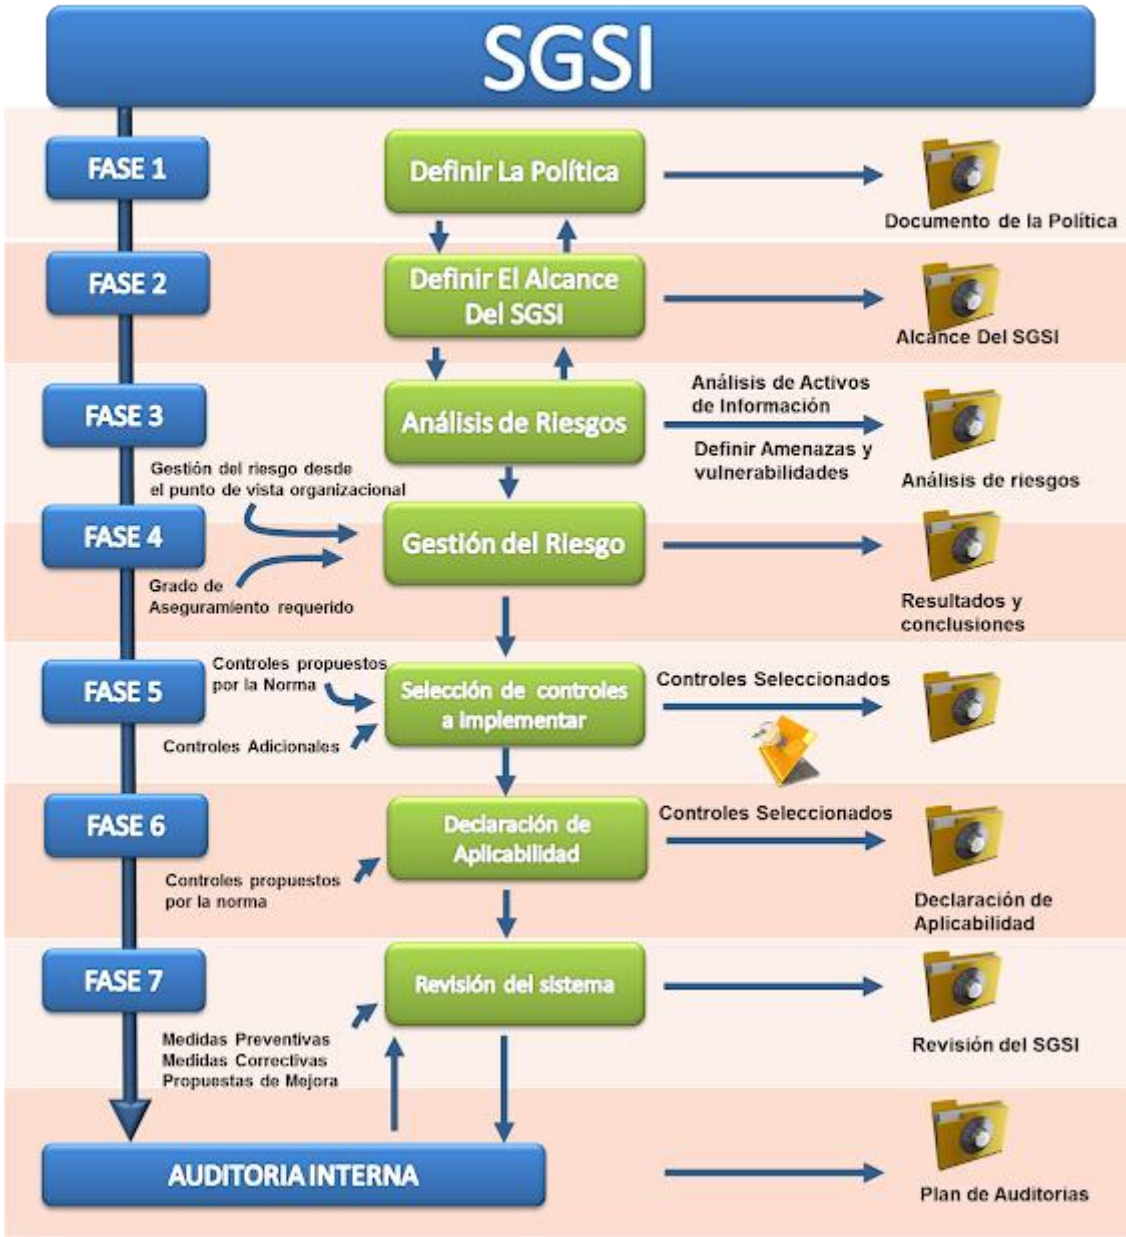 SGSI
FASE 1
Definir La Política
Documento de la Política
FASE 2
Definir El Alcance
Del SGSI
Alcance Del SGSI
FASE 3
Análisis de Riesgos
Análisis de Activos
de Información
Definir Amenazas y
vulnerabilidades
Análisis de riesgos
Gestión del riesgo desde
el punto de vista organizacional
FASE 4
Gestión del Riesgo
Grado de
Aseguramiento requerido
Resultados y
conclusiones
FASE 5
Controles propuestos
por la Norma
Controles Adicionales
Selección de controles
a implementar
Controles Seleccionados
FASE 6
Controles propuestos
por la norma
Declaración de
Aplicabilidad
Controles Seleccionados
Declaración de
Aplicabilidad
FASE 7
Revisión del sistema
Medidas Preventivas
Medidas Correctivas
Propuestas de Mejora
Revisión del SGSI
AUDITORIA INTERNA
Plan de Auditorias